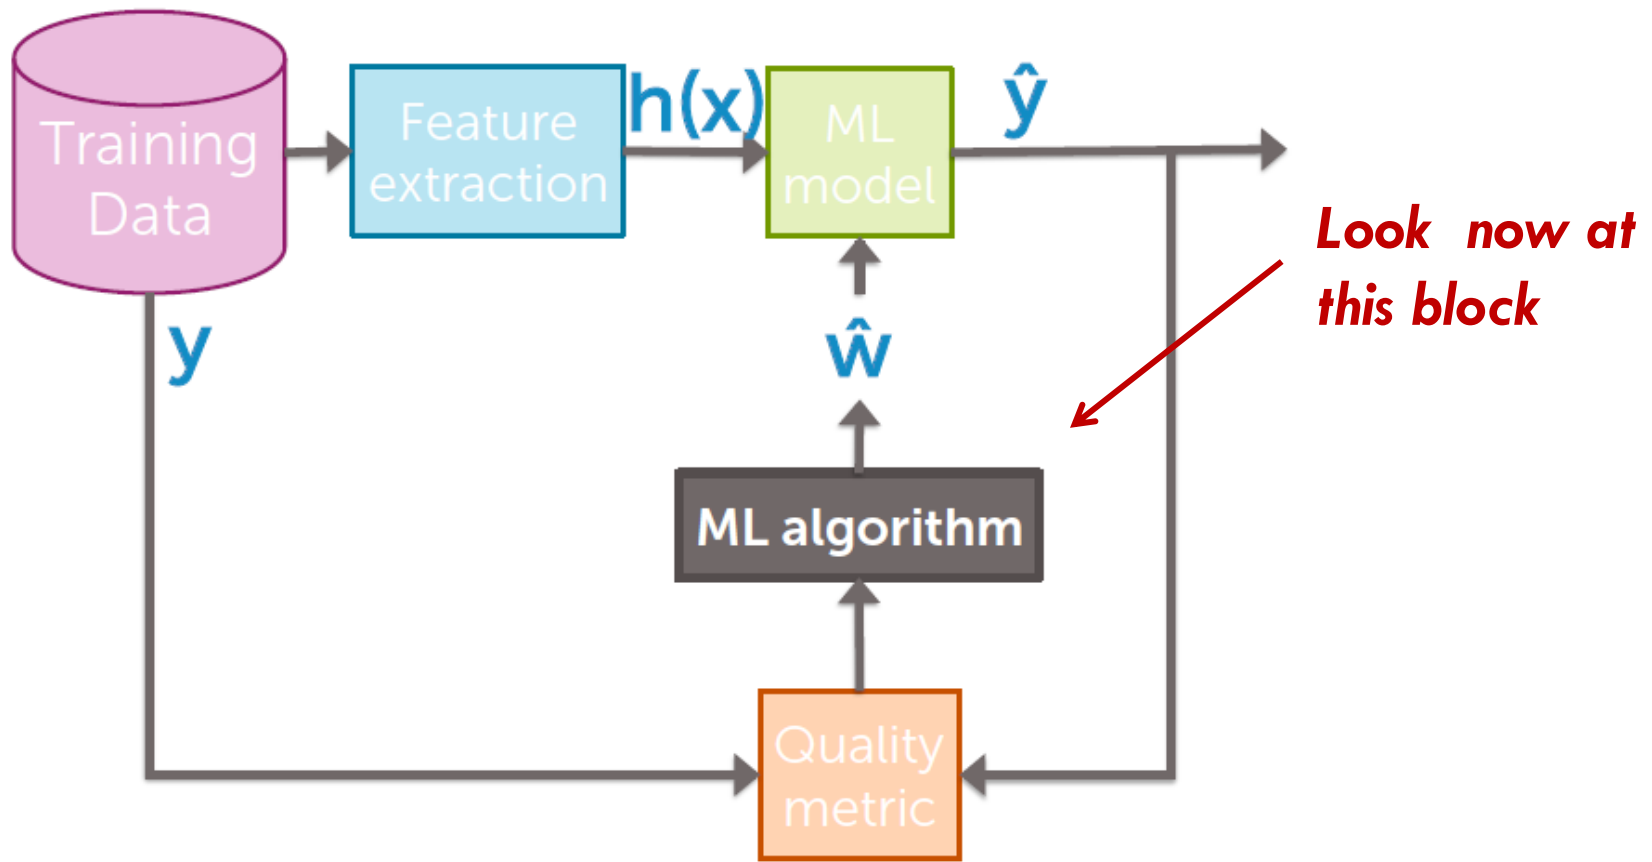 Training
Data
Feature
extraction
h(x)
ML
model
ŷ
Look now at
this block
y
ŵ
ML algorithm
Quality
metric